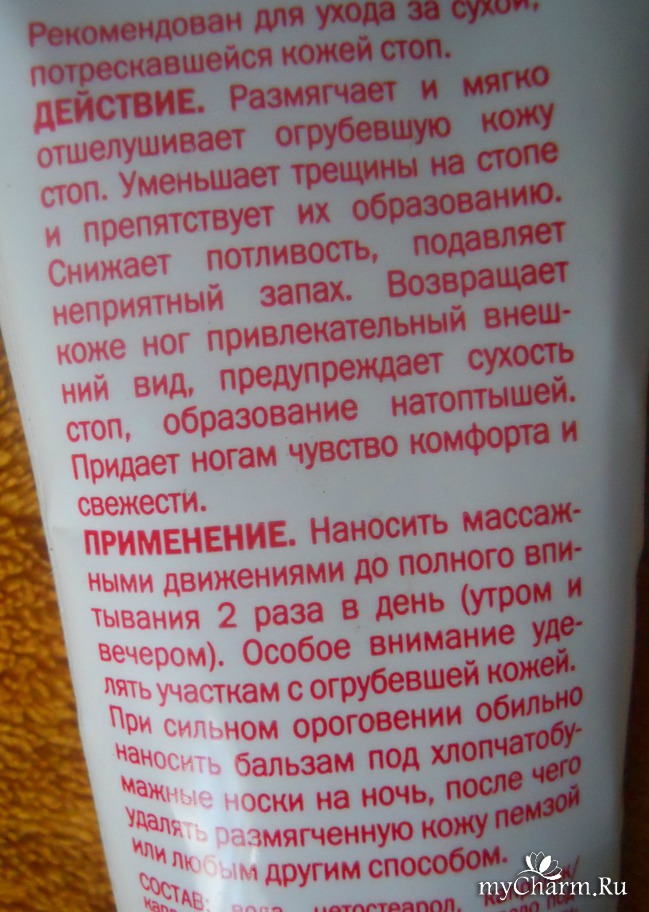 Рекомендован для ухода за сухой,
потрескавшейся кожей стоп.
ДЕЙСТВИЕ. Размягчает и мягко
отшелушивает огрубевшую кожу
стоп. Уменьшает трещины на стопе
и препятствует их образованию.
Снижает потливость, подавляет
неприятный запах. Возвращает
коже ног привлекательный внеш-
ний вид, предупреждает сухость
стоп, образование натоптышей.
Придает ногам чувство комфорта и
свежести.
ПРИМЕНЕНИЕ. Наносить массаж-
ными движениями до полного впи-
тывания 2 раза в день (утром и
вечером). Особое внимание уде-
лять участкам с огрубевшей кожей.
При сильном ороговении обильно
наносить бальзам под хлопчатобу-
мажные носки на ночь, после чего
удалять размягченную кожу пемзой
или любым другим способом.
СОСТАВ: вода, цетостеарол,
myCharm.Ru